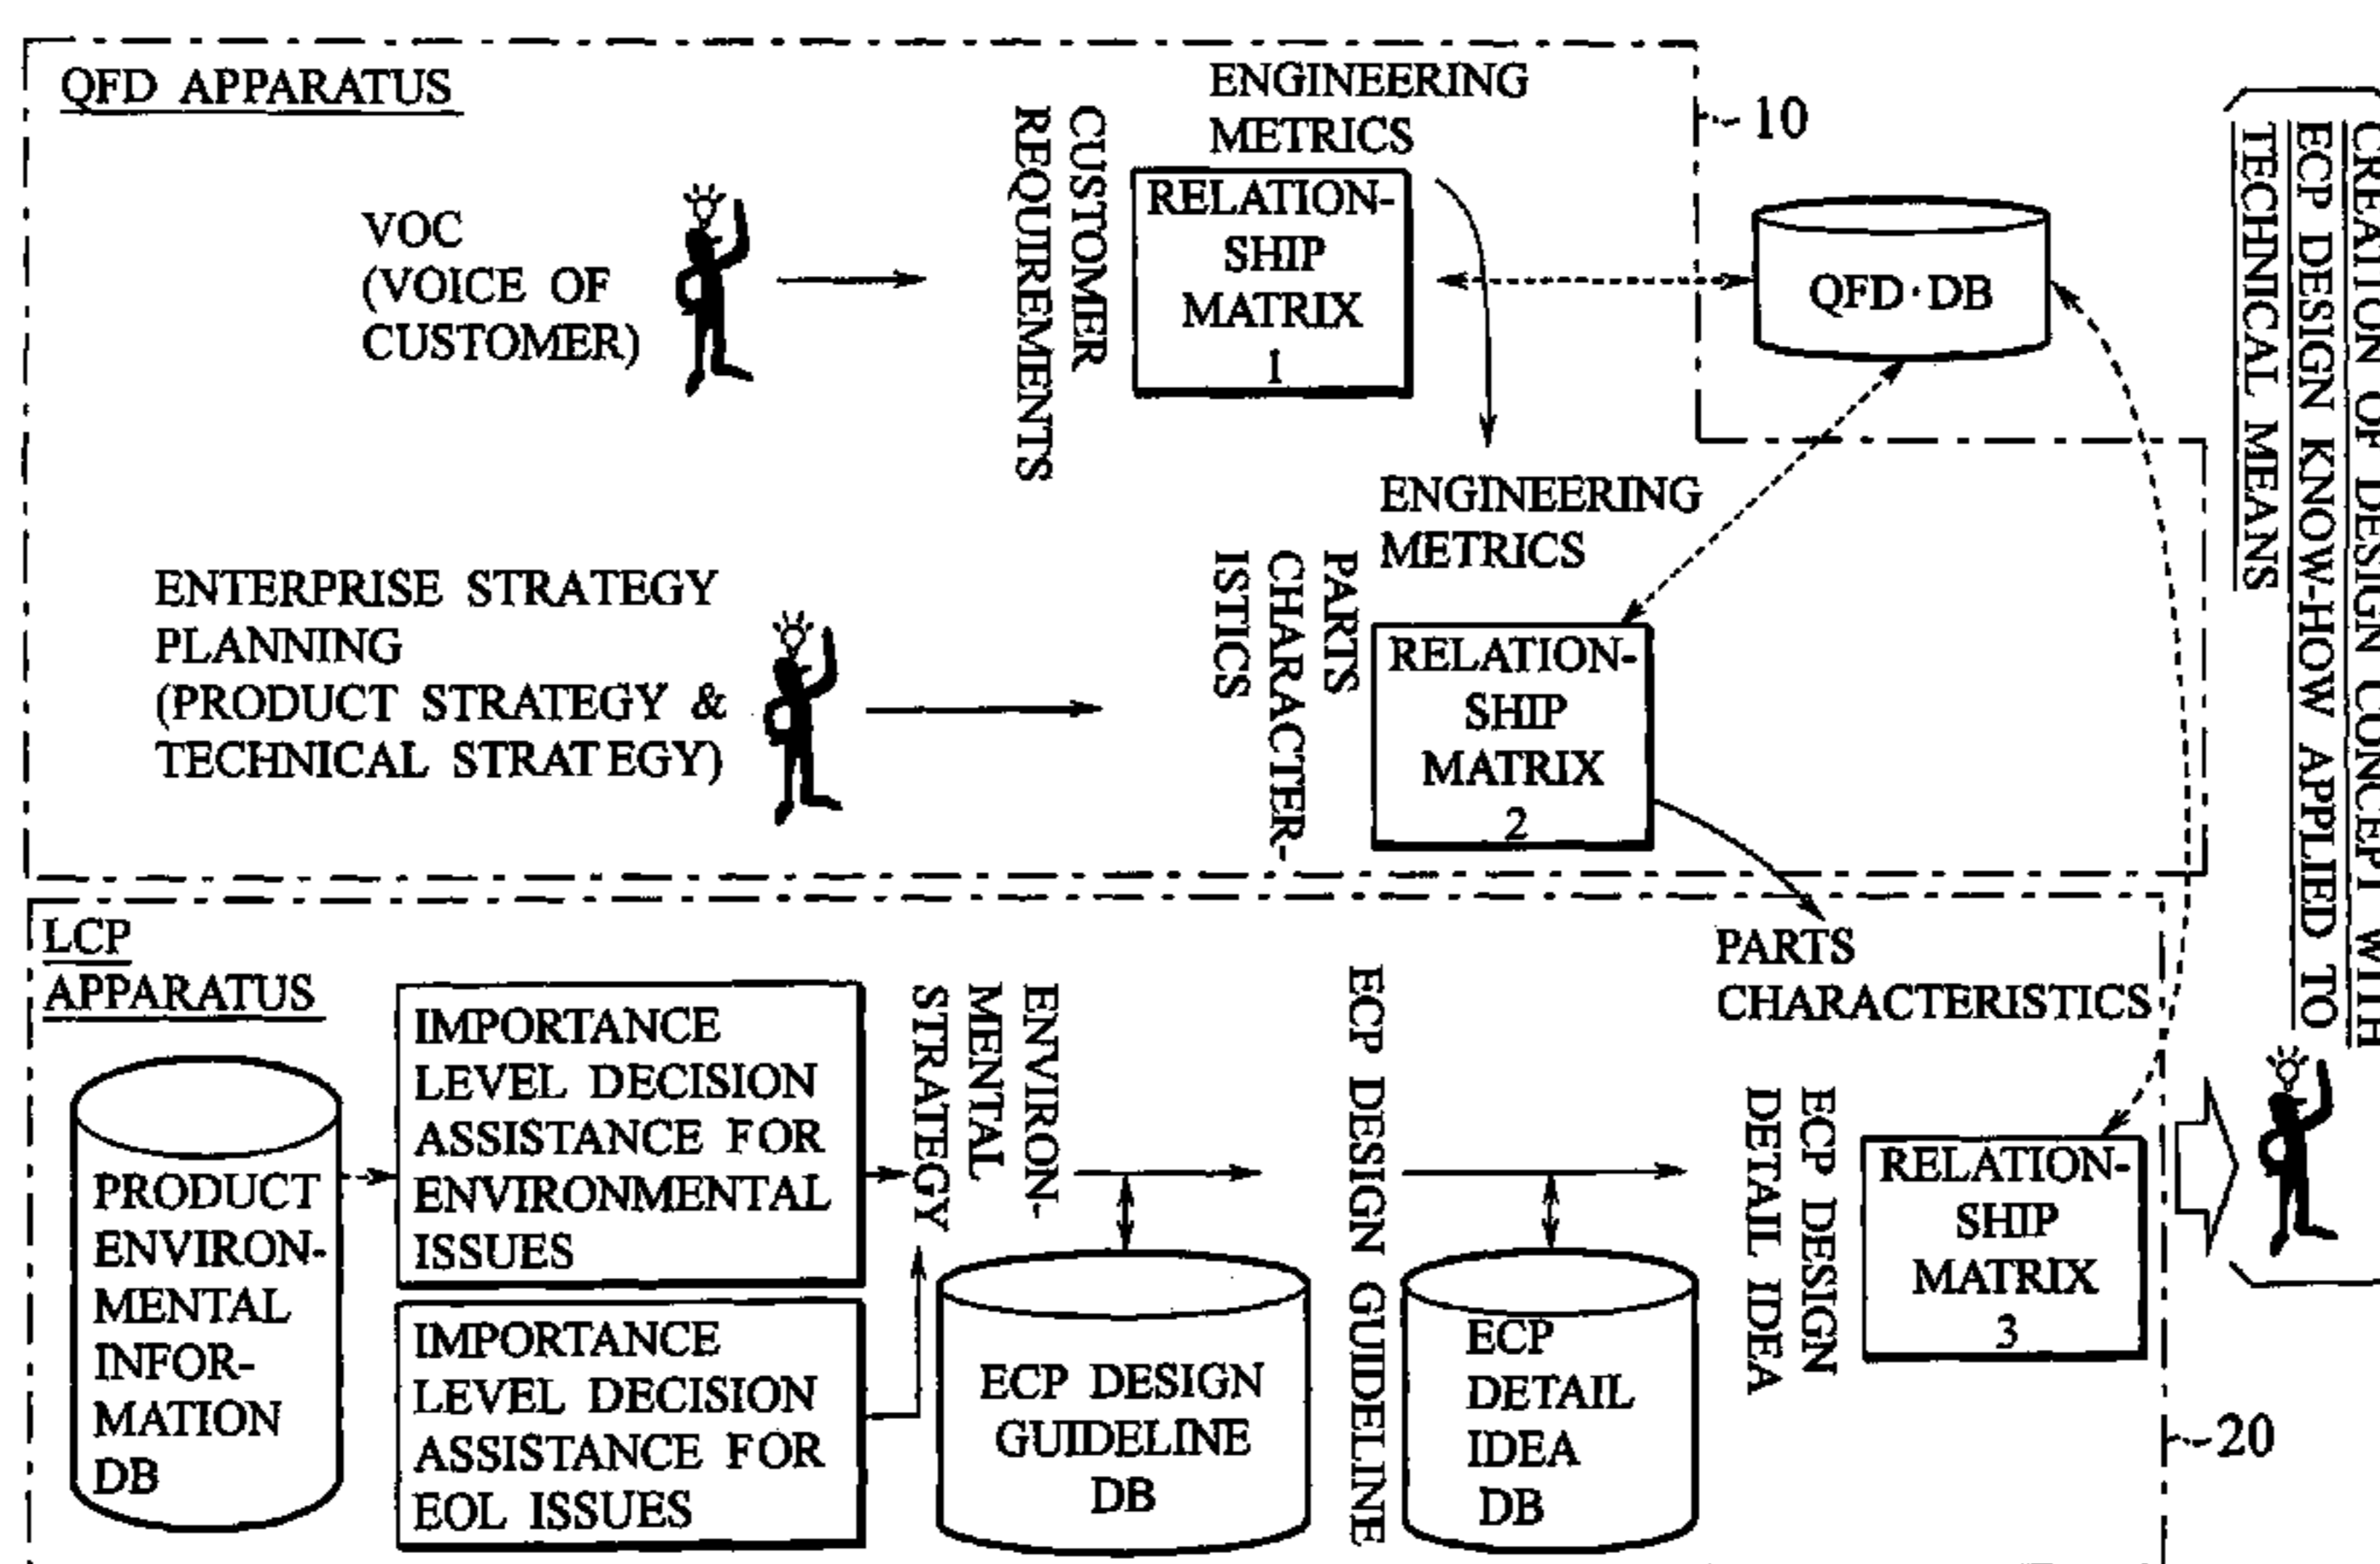 QFD APPARATUS
VOC
(VOICE OF
CUSTOMER)
CUSTOMER
REQUIREMENTS
ENGINEERING
METRICS
RELATION-
SHIP
MATRIX
1
10
QFD·DB
ENTERPRISE STRATEGY
PLANNING
(PRODUCT STRATEGY &
TECHNICAL STRATEGY)
PARTS
CHARACTER-
ISTICS
ENGINEERING
METRICS
RELATION-
SHIP
MATRIX
2
CREATION OF DESIGN CONCEPT WITH
ECP DESIGN KNOW-HOW APPLIED TO
TECHNICAL MEANS
LCP
APPARATUS
PRODUCT
ENVIRON-
MENTAL
INFOR-
MATION
DB
IMPORTANCE
LEVEL DECISION
ASSISTANCE FOR
ENVIRONMENTAL
ISSUES
IMPORTANCE
LEVEL DECISION
ASSISTANCE FOR
EOL ISSUES
ENVIRON-
MENTAL
STRATEGY
ECP DESIGN
GUIDELINE
DB
ECP DESIGN GUIDELINE
ECP
DETAIL
IDEA
DB
ECP DESIGN
DETAIL IDEA
PARTS
CHARACTERISTICS
RELATION-
SHIP
MATRIX
3
20